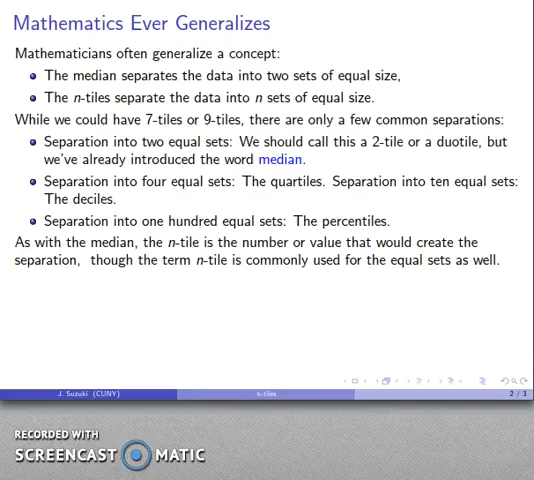 Mathematics Ever Generalizes
Mathematicians often generalize a concept:
The median separates the data into two sets of equal size,
The n-tiles separate the data into n sets of equal size.
While we could have 7-tiles or 9-tiles, there are only a few common separations:
Separation into two equal sets: We should call this a 2-tile or a duotile, but
we've already introduced the word median.
Separation into four equal sets: The quartiles. Separation into ten equal sets:
The deciles.
Separation into one hundred equal sets: The percentiles.
As with the median, the n-tile is the number or value that would create the
separation, though the term n-tile is commonly used for the equal sets as well.
J. Suzuki (CUNY) n-tiles 2 / 3
RECORDED WITH
SCREENCAST MATIC